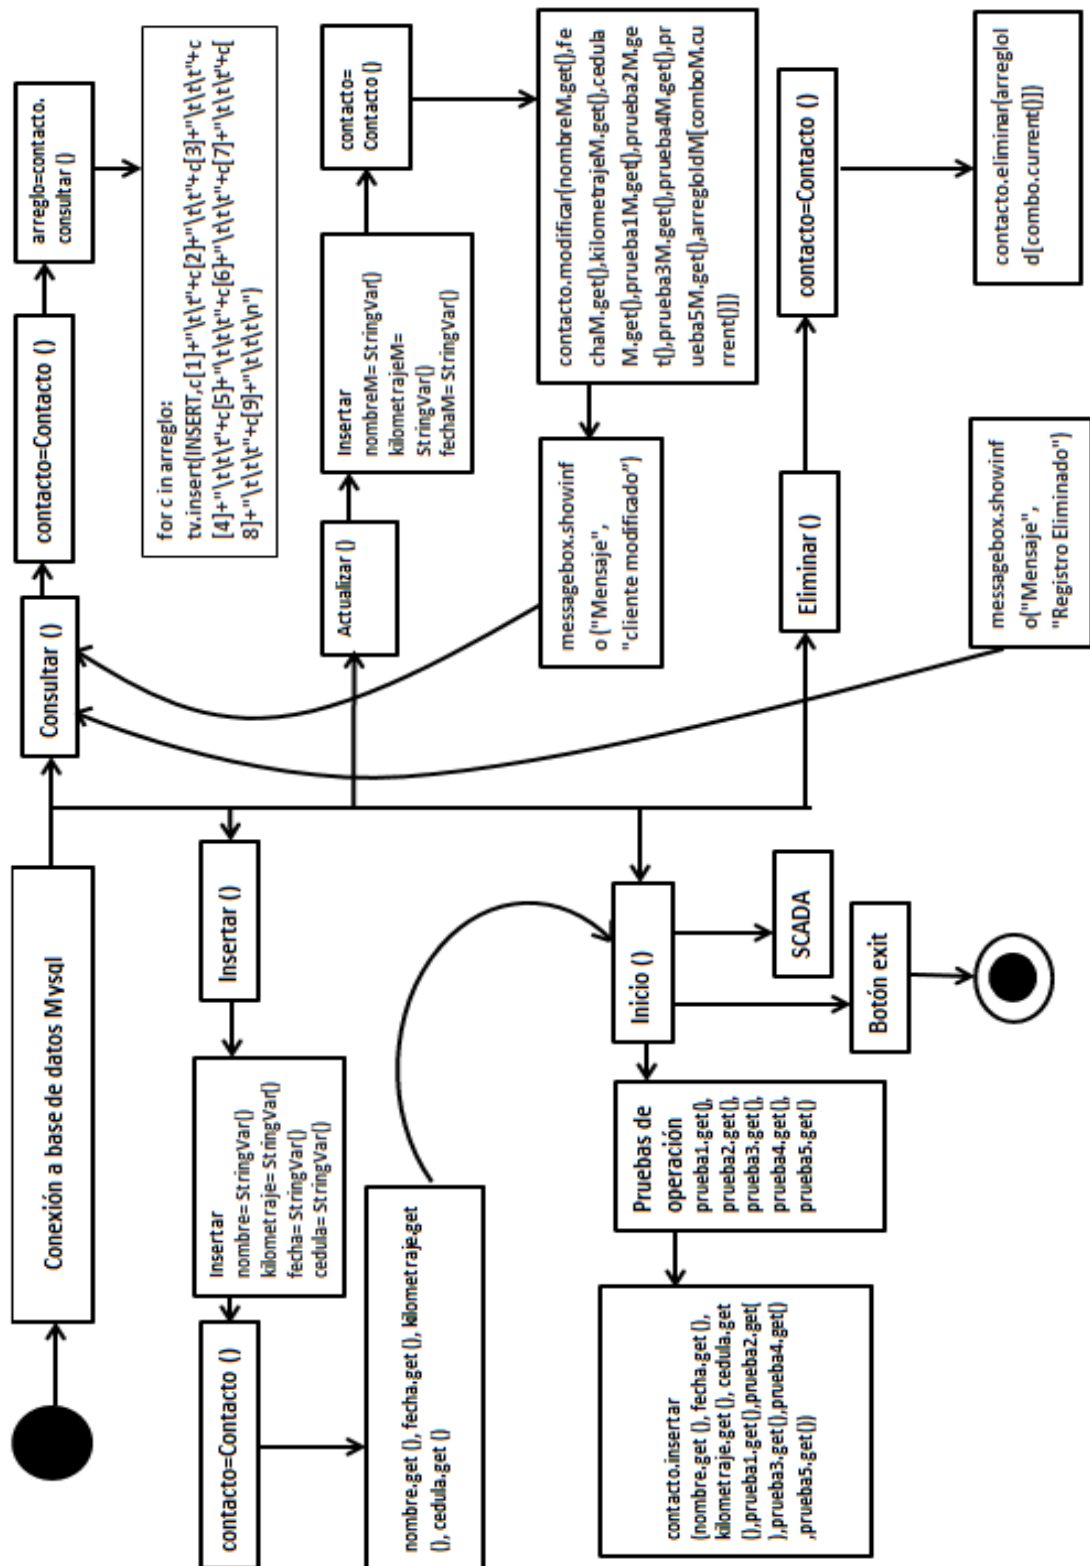 Conexión a base de datos Mysql
Consultar ()
contacto=Contacto ()
arreglo=contacto.
consultar ()
for c in arreglo:
tv.insert(INSERT,c[1]+"\t\t"+c[2]+"\t\t"+c[3]+"\t\t\t"+c
[4]+"\t\t\t"+c[5]+"\t\t\t"+c[6]+"\t\t\t"+c[7]+"\t\t\t"+c[
8]+"\t\t\t"+c[9]+"\t\t\t\n")
Insertar ()
Insertar
nombre= StringVar()
kilometraje= StringVar()
fecha= StringVar()
cedula= StringVar()
contacto=Contacto ()
nombre.get (), fecha.get (), kilometraje.get
(), cedula.get ()
Actualizar ()
Insertar
nombreM= StringVar()
kilometrajeM=
StringVar()
fechaM= StringVar()
contacto=
Contacto ()
contacto.modificar(nombreM.get(),fe
chaM.get(),kilometrajeM.get(),cedula
M.get(),prueba1M.get(),prueba2M.ge
t(),prueba3M.get(),prueba4M.get(),pr
ueba5M.get(),arregloIdM[comboM.cu
rrent()])
messagebox.showinf
o ("Mensaje",
"cliente modificado")
Inicio ()
SCADA
Botón exit
Pruebas de
operación
prueba1.get(),
prueba2.get(),
prueba3.get(),
prueba4.get(),
prueba5.get()
contacto.insertar
(nombre.get (), fecha.get (),
kilometraje.get (), cedula.get
(),prueba1.get(),prueba2.get(
),prueba3.get(),prueba4.get()
,prueba5.get())
Eliminar ()
contacto=Contacto ()
contacto.eliminar(arregloI
d[combo.current()])
messagebox.showinf
o("Mensaje",
"Registro Eliminado")